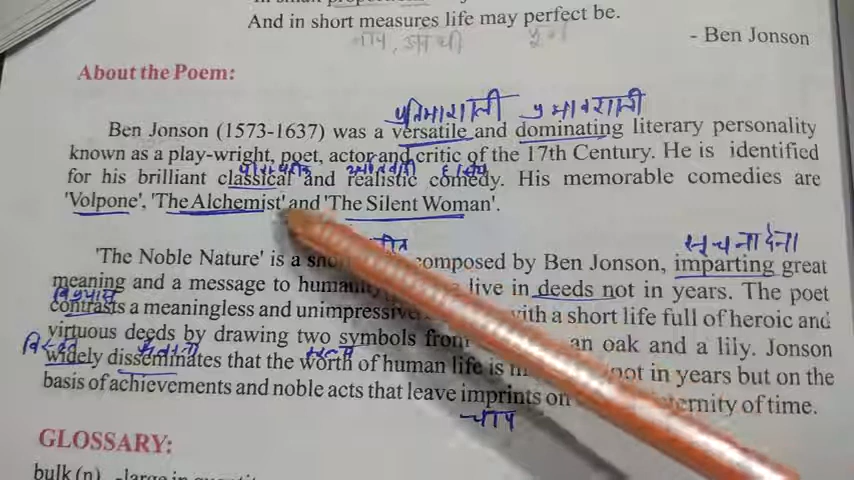 And in short measures life may perfect be.
- Ben Jonson
About the Poem:
प्रभावशाली
Ben Jonson (1573-1637) was a versatile and dominating literary personality
known as a play-wright, poet, actor and critic of the 17th Century. He is identified
for his brilliant classical and realistic comedy. His memorable comedies are
'Volpone', 'The Alchemist' and 'The Silent Woman'.
सूचना देना
'The Noble Nature' is a composed by Ben Jonson, imparting great
meaning and a message to live in deeds not in years. The poet
contrasts a meaningless and with a short life full of heroic and
virtuous deeds by drawing two symbols an oak and a lily. Jonson
widely disseminates that the worth of human life is not in years but on the
basis of achievements and noble acts that leave imprints on of time.
GLOSSARY:
bulk (n) -large in